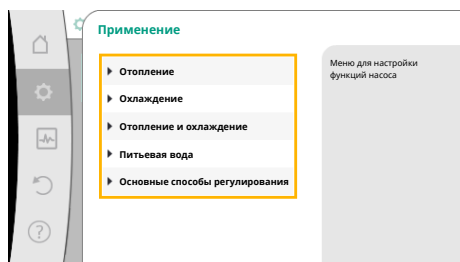 Применение
Отопление
Охлаждение
Отопление и охлаждение
Питьевая вода
Основные способы регулирования
Меню для настройки
функций насоса